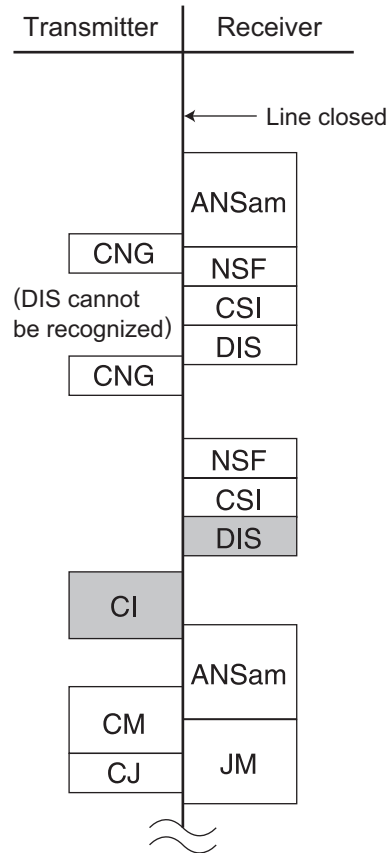 Transmitter Receiver
Line closed
ANSam
CNG
NSF
(DIS cannot
be recognized)
CSI
DIS
CNG
NSF
CSI
DIS
CI
ANSam
CM
JM
CJ